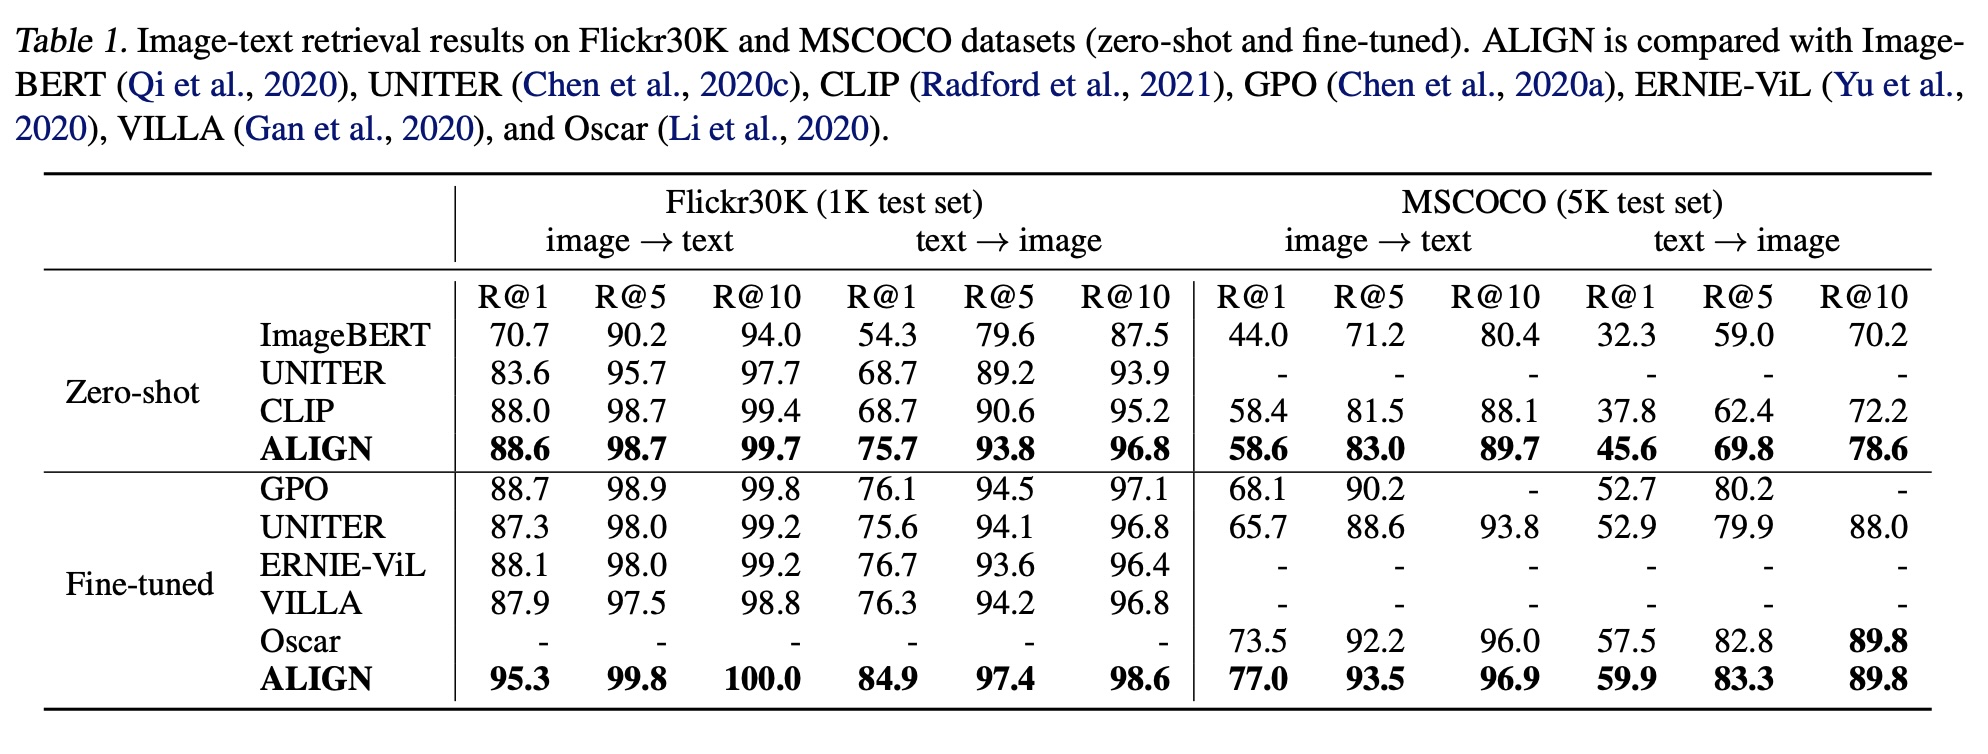 Table 1. Image-text retrieval results on Flickr30K and MSCOCO datasets (zero-shot and fine-tuned). ALIGN is compared with Image-
BERT (Qi et al., 2020), UNITER (Chen et al., 2020c), CLIP (Radford et al., 2021), GPO (Chen et al., 2020a), ERNIE-ViL (Yu et al.,
2020), VILLA (Gan et al., 2020), and Oscar (Li et al., 2020).
Flickr30K (1K test set) MSCOCO (5K test set)
image → text text → image image → text text → image
R@1 R@5 R@10 R@1 R@5 R@10 R@1 R@5 R@10 R@1 R@5 R@10
Zero-shot
ImageBERT 70.7 90.2 94.0 54.3 79.6 87.5 44.0 71.2 80.4 32.3 59.0 70.2
UNITER 83.6 95.7 97.7 68.7 89.2 93.9 - - - - - -
CLIP 88.0 98.7 99.4 68.7 90.6 95.2 58.4 81.5 88.1 37.8 62.4 72.2
ALIGN 88.6 98.7 99.7 75.7 93.8 96.8 58.6 83.0 89.7 45.6 69.8 78.6
Fine-tuned
GPO 88.7 98.9 99.8 76.1 94.5 97.1 68.1 90.2 - 52.7 80.2 -
UNITER 87.3 98.0 99.2 75.6 94.1 96.8 65.7 88.6 93.8 52.9 79.9 88.0
ERNIE-ViL 88.1 98.0 99.2 76.7 93.6 96.4 - - - - - -
VILLA 87.9 97.5 98.8 76.3 94.2 96.8 - - - - - -
Oscar - - - - - - 73.5 92.2 96.0 57.5 82.8 89.8
ALIGN 95.3 99.8 100.0 84.9 97.4 98.6 77.0 93.5 96.9 59.9 83.3 89.8